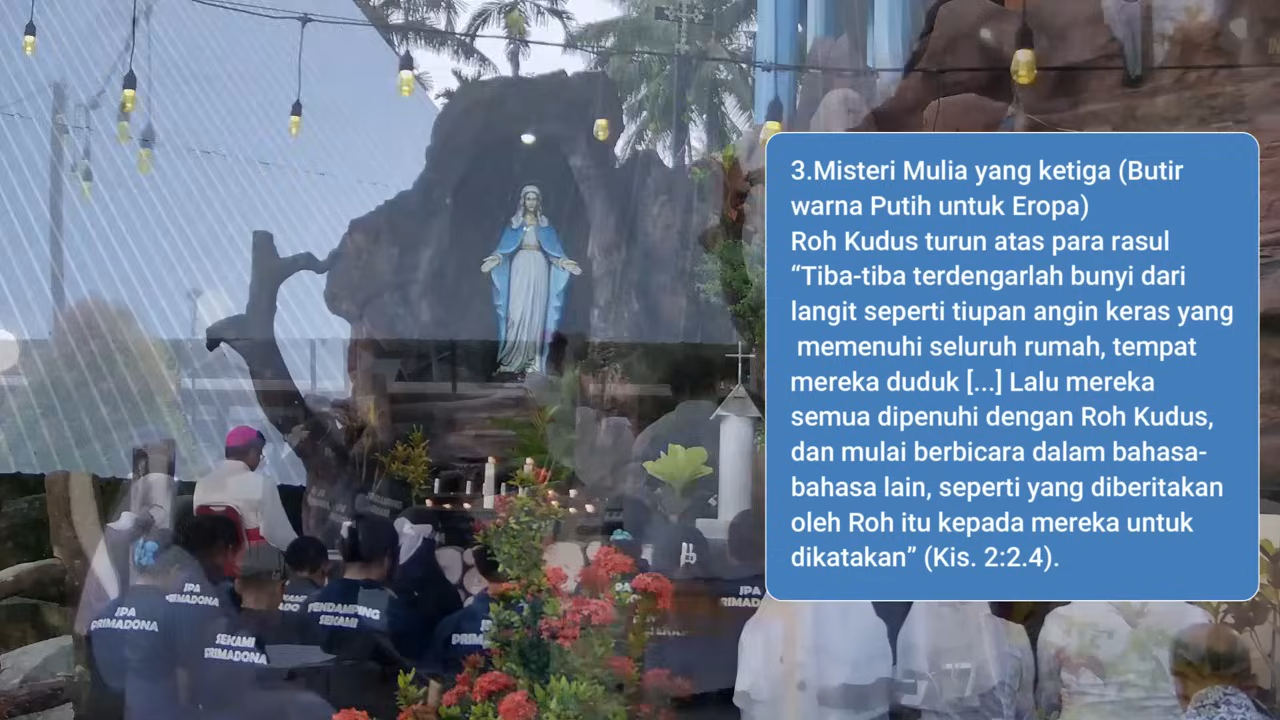 3.Misteri Mulia yang ketiga (Butir
warna Putih untuk Eropa)
Roh Kudus turun atas para rasul
“Tiba-tiba terdengarlah bunyi dari
langit seperti tiupan angin keras yang
memenuhi seluruh rumah, tempat
mereka duduk [...] Lalu mereka
semua dipenuhi dengan Roh Kudus,
dan mulai berbicara dalam bahasa-
bahasa lain, seperti yang diberitakan
oleh Roh itu kepada mereka untuk
dikatakan” (Kis. 2:2.4).
JPA
PRIMADONA
SEKAMI
PRIMADONA
PENDAMPING
SEKAMI